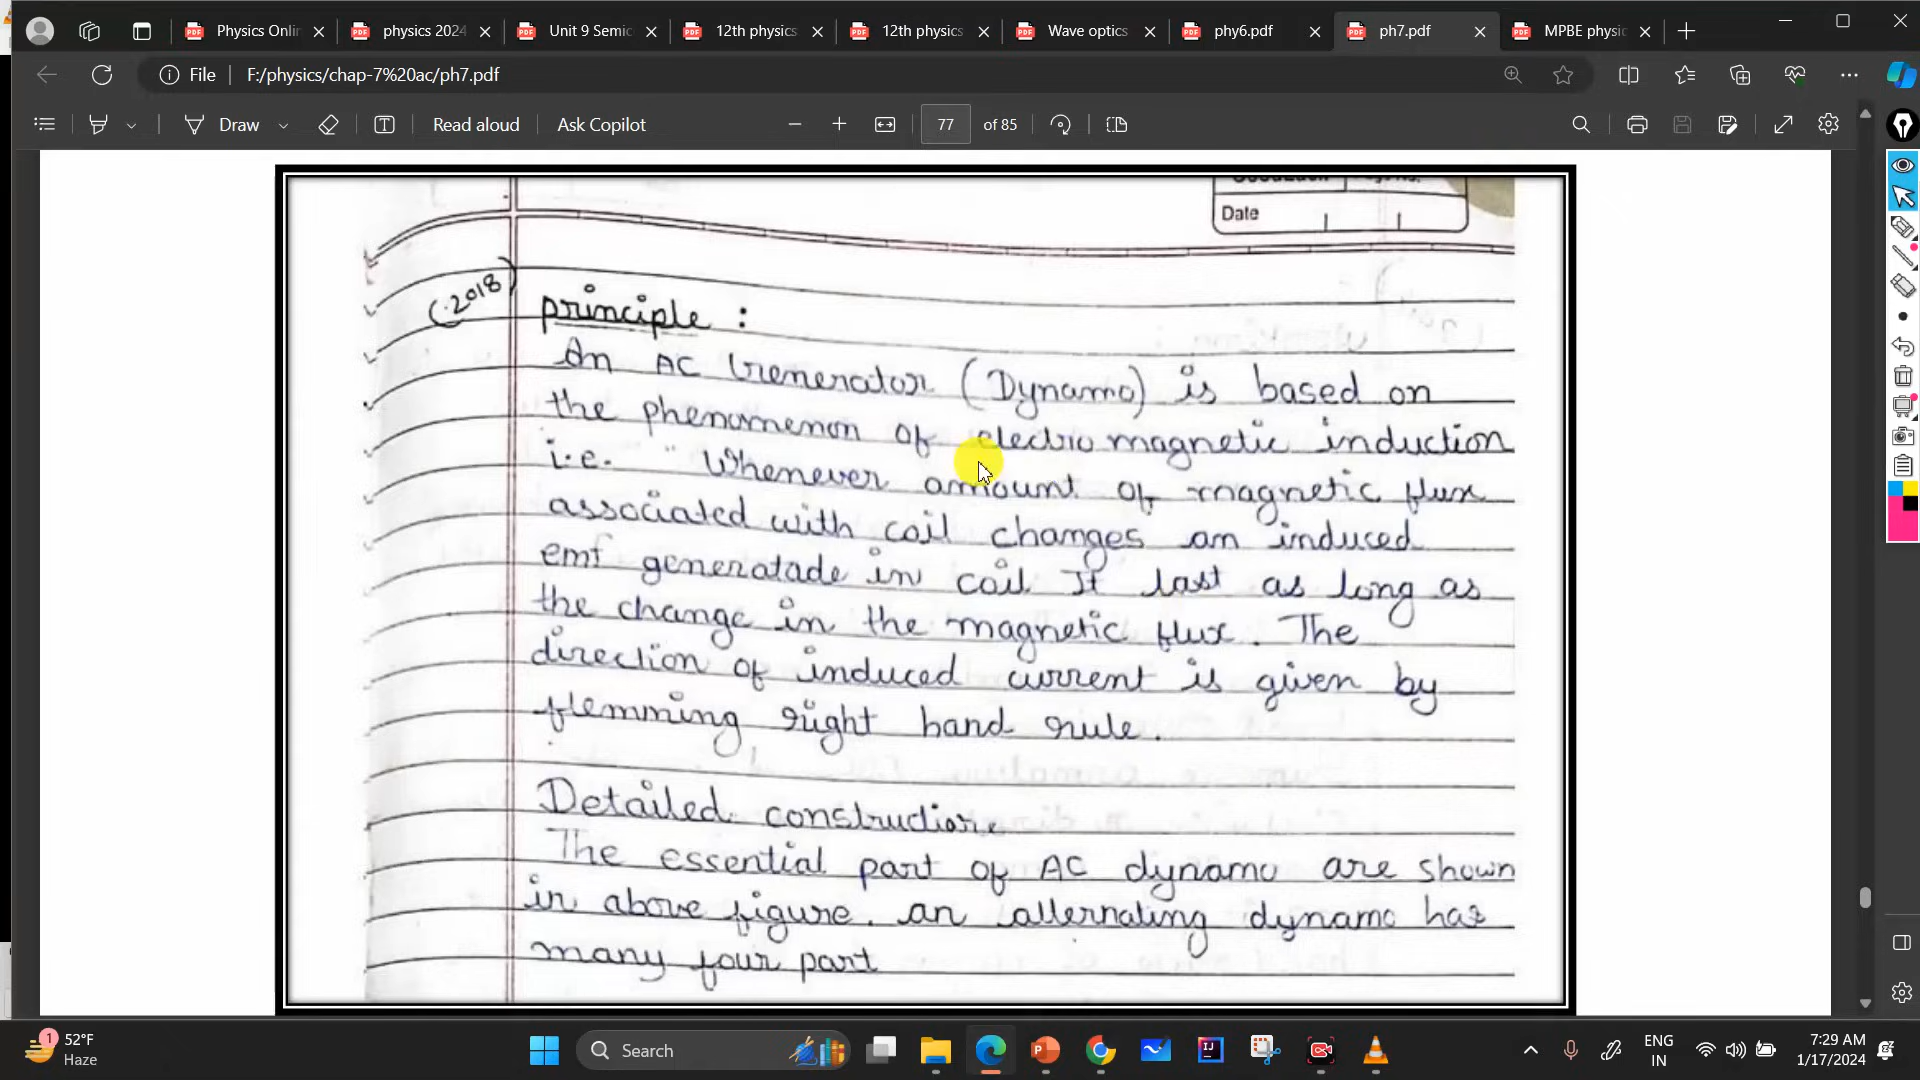 Physics Onlin
physics 2024
Unit 9 Semic
12th physics
12th physics
Wave optics
phy6.pdf
ph7.pdf
MPBE physic
File
F:/physics/chap-7%20ac/ph7.pdf
Draw
Read aloud
Ask Copilot
77
of 85
Date
(2018)
principle :
An AC Generator (Dynamo) is based on
the phenomenon of electromagnetic induction
i.e. " Whenever amount of magnetic flux
associated with coil changes an induced
emf generatade in coil It last as long as
the change in the magnetic flux. The
direction of induced current is given by
flemming right hand rule.
Detailed construction
The essential part of AC dynamo are shown
in above figure. an alternating dynamo has
many four part
1
52°F
Haze
Search
ENG
IN
7:29 AM
1/17/2024